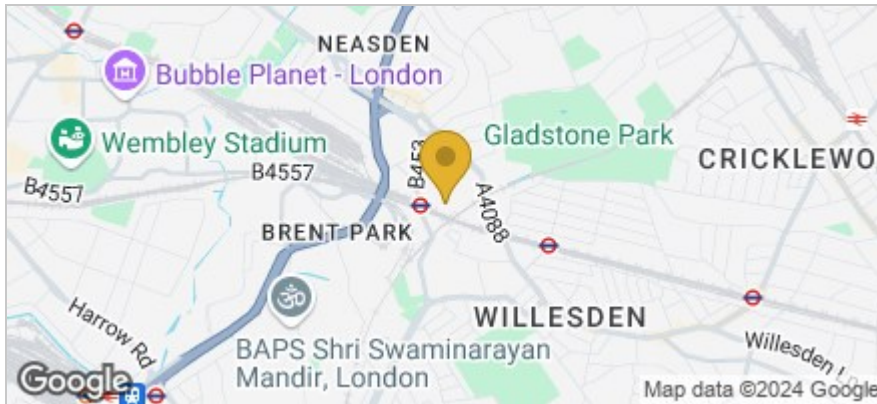 NEASDEN
Bubble Planet - London
Wembley Stadium
Gladstone Park
CRICKLEWO
B4557
B4557
B453
A4088
BRENT PARK
WILLESDEN
Harrow Rd
BAPS Shri Swaminarayan
Mandir, London
Willesden Ln
Google
Map data ©2024 Google